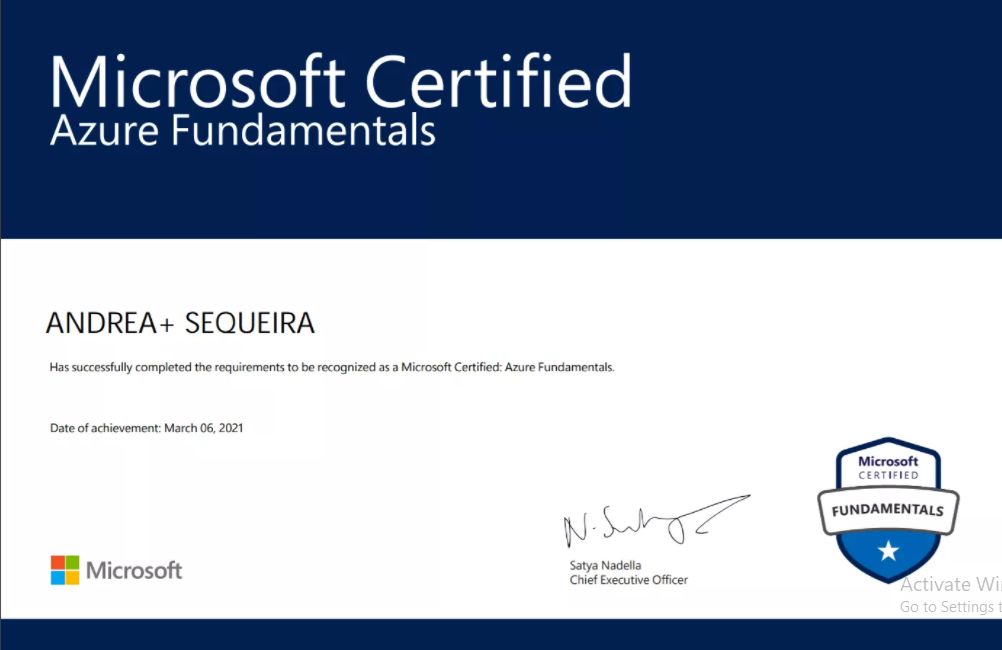 Microsoft Certified
Azure Fundamentals
ANDREA+ SEQUEIRA
Has successfully completed the requirements to be recognized as a Microsoft Certified: Azure Fundamentals.
Date of achievement: March 06, 2021
Microsoft
CERTIFIED
FUNDAMENTALS
Satya Nadella
Chief Executive Officer
Microsoft
Activate Wi
Go to Settings t